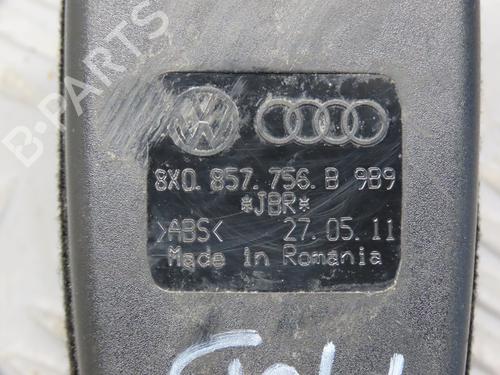 B-PARTS
8X0. 857. 756. B 9B9
*JBR*
>ABS< 27. 05. 11
Made in Romania